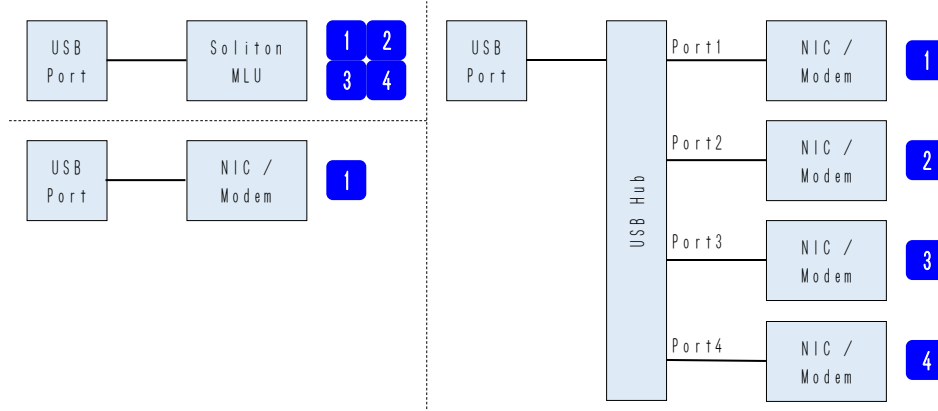 USB
Port
Soliton
MLU
1 2
3 4
USB
Port
NIC /
Modem
1
USB
Port
USB Hub
Port1
NIC /
Modem
1
Port2
NIC /
Modem
2
Port3
NIC /
Modem
3
Port4
NIC /
Modem
4